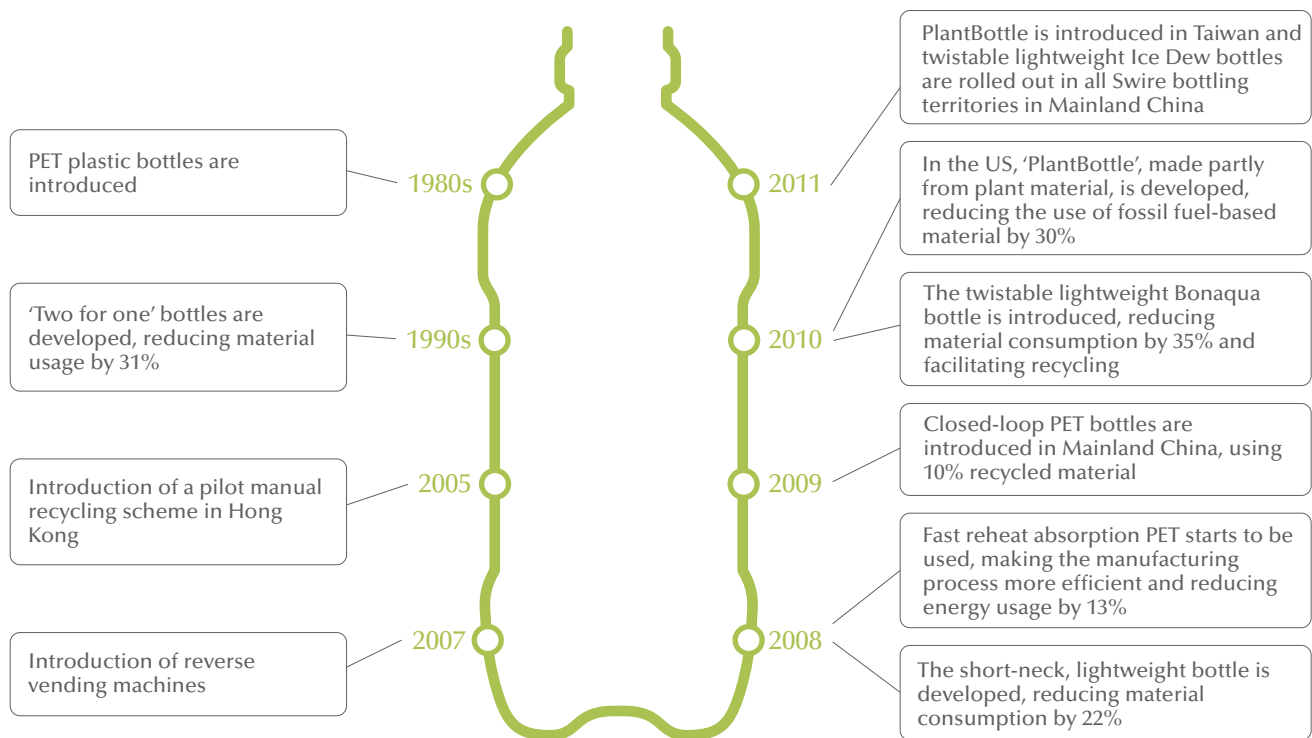 PET plastic bottles are
introduced
1980s
'Two for one' bottles are
developed, reducing material
usage by 31%
1990s
Introduction of a pilot manual
recycling scheme in Hong
Kong
2005
Introduction of reverse
vending machines
2007
PlantBottle is introduced in Taiwan and
twistable lightweight Ice Dew bottles
are rolled out in all Swire bottling
territories in Mainland China
2011
In the US, 'PlantBottle', made partly
from plant material, is developed,
reducing the use of fossil fuel-based
material by 30%
2010
The twistable lightweight Bonaqua
bottle is introduced, reducing
material consumption by 35% and
facilitating recycling
Closed-loop PET bottles are
introduced in Mainland China, using
10% recycled material
2009
Fast reheat absorption PET starts to be
used, making the manufacturing
process more efficient and reducing
energy usage by 13%
2008
The short-neck, lightweight bottle is
developed, reducing material
consumption by 22%